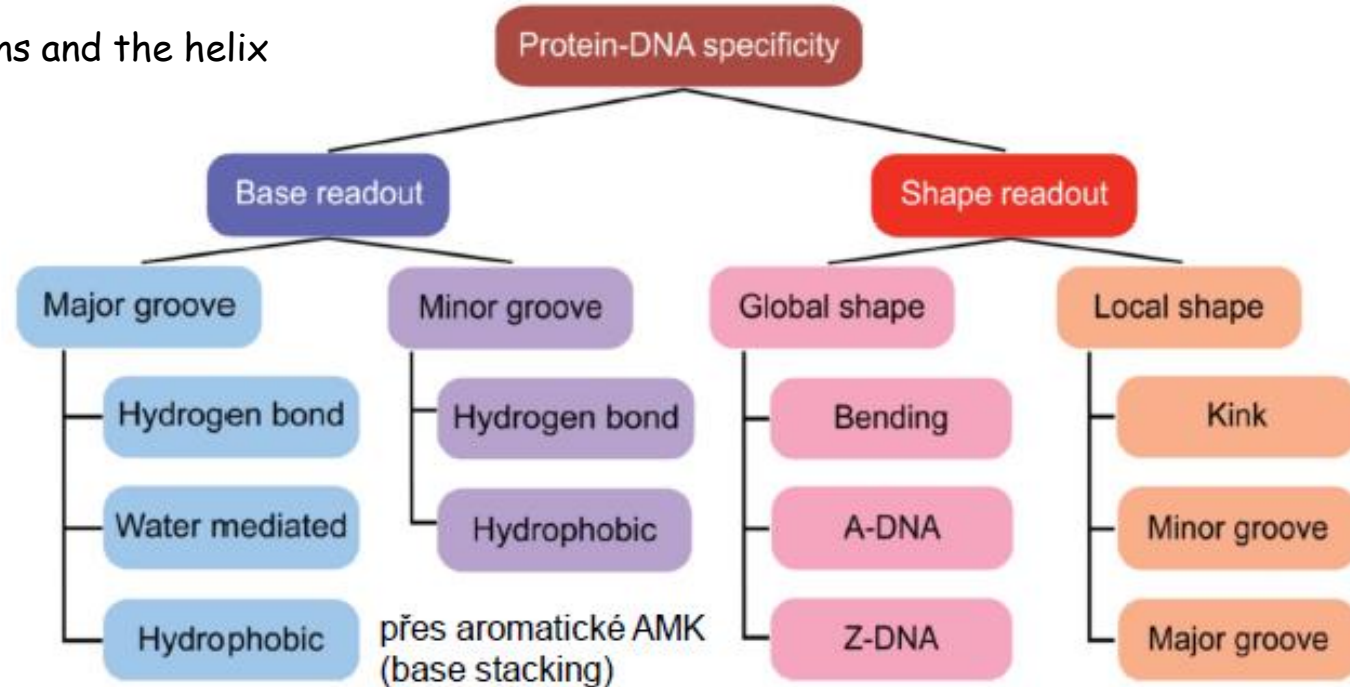 ns and the helix
Protein-DNA specificity
Base readout
Shape readout
Major groove
Minor groove
Global shape
Local shape
Hydrogen bond
Hydrogen bond
Bending
Kink
Water mediated
Hydrophobic
A-DNA
Minor groove
Hydrophobic
přes aromatické AMK
(base stacking)
Z-DNA
Major groove